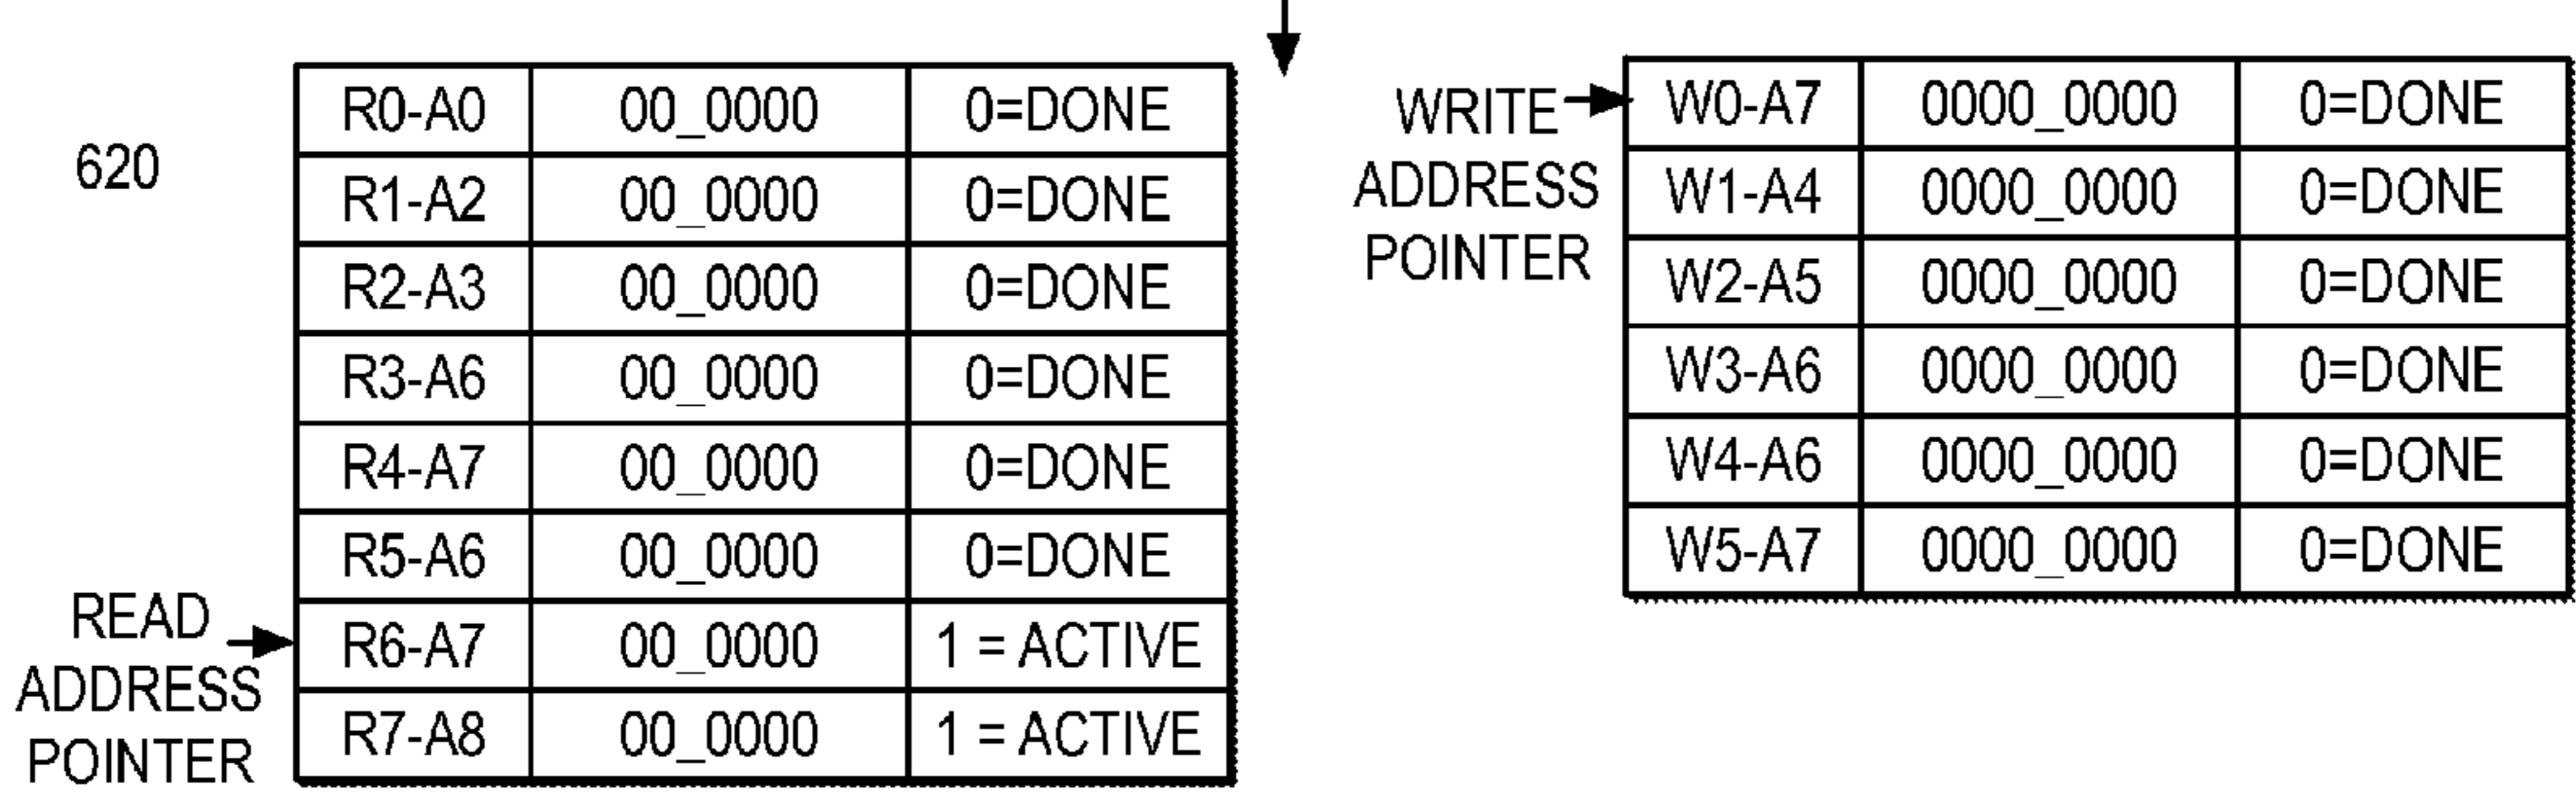 620
R0-A0 00_0000 0=DONE
R1-A2 00_0000 0=DONE
R2-A3 00_0000 0=DONE
R3-A6 00_0000 0=DONE
R4-A7 00_0000 0=DONE
R5-A6 00_0000 0=DONE
R6-A7 00_0000 1 = ACTIVE
R7-A8 00_0000 1 = ACTIVE
READ
ADDRESS
POINTER
WRITE
ADDRESS
POINTER
W0-A7 0000_0000 0=DONE
W1-A4 0000_0000 0=DONE
W2-A5 0000_0000 0=DONE
W3-A6 0000_0000 0=DONE
W4-A6 0000_0000 0=DONE
W5-A7 0000_0000 0=DONE